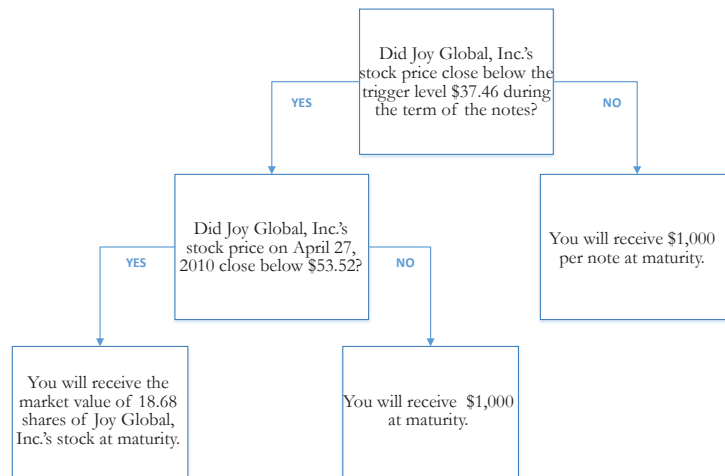 Did Joy Global, Inc.'s
stock price close below the
trigger level $37.46 during
the term of the notes?
YES
NO
Did Joy Global, Inc.'s
stock price on April 27,
2010 close below $53.52?
You will receive $1,000
per note at maturity.
YES
NO
You will receive the
market value of 18.68
shares of Joy Global,
Inc.'s stock at maturity.
You will receive  $1,000
at maturity.